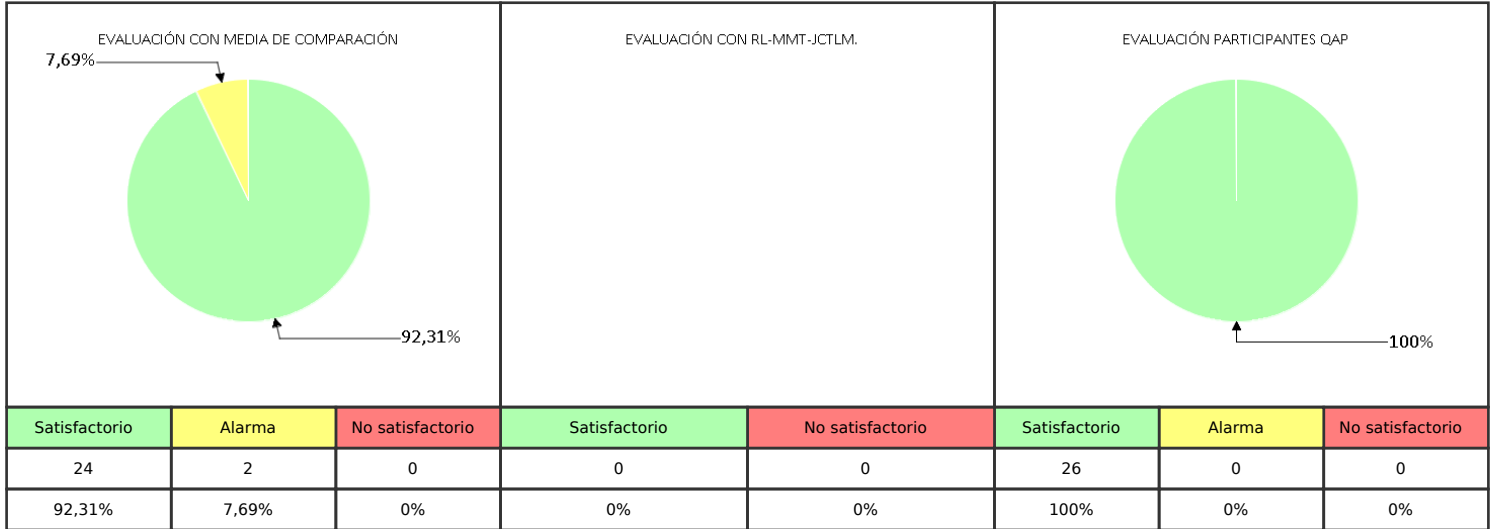 EVALUACIÓN CON MEDIA DE COMPARACIÓN
7,69%
92,31%
EVALUACIÓN CON RL-MMT-JCTLM.
EVALUACIÓN PARTICIPANTES QAP
100%
Satisfactorio Alarma No satisfactorio Satisfactorio No satisfactorio Satisfactorio Alarma No satisfactorio
24 2 0 0 0 26 0 0
92,31% 7,69% 0% 0% 0% 100% 0% 0%